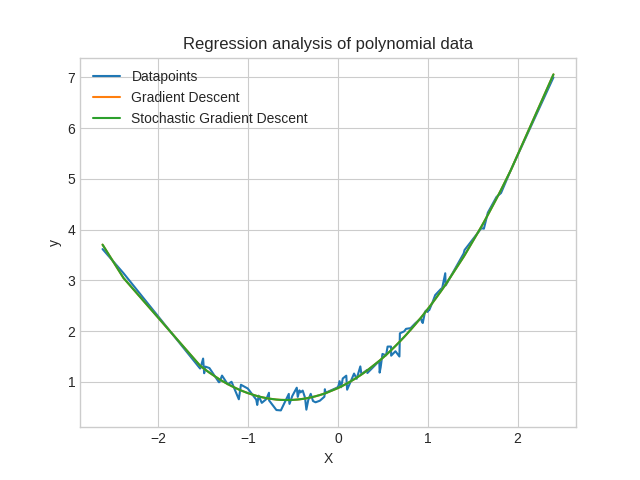 Regression analysis of polynomial data
Datapoints
Gradient Descent
Stochastic Gradient Descent
7
6
5
4
3
2
1
y
−2
−1
0
1
2
X